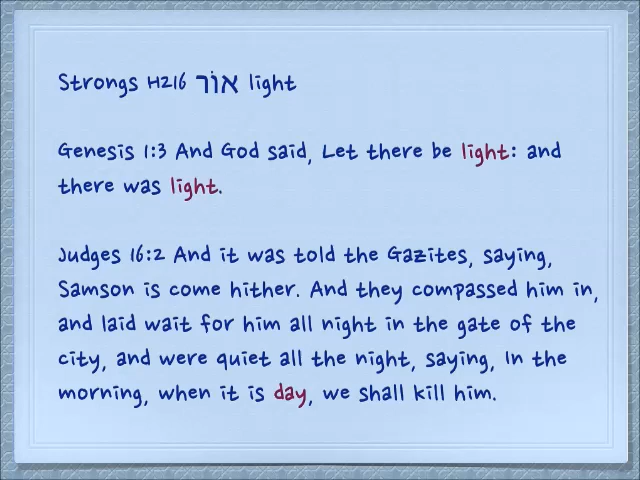 Strongs H216 אוֹר light
Genesis 1:3 And God said, Let there be light: and
there was light.
Judges 16:2 And it was told the Gazites, saying,
Samson is come hither. And they compassed him in,
and laid wait for him all night in the gate of the
city, and were quiet all the night, saying, In the
morning, when it is day, we shall kill him.